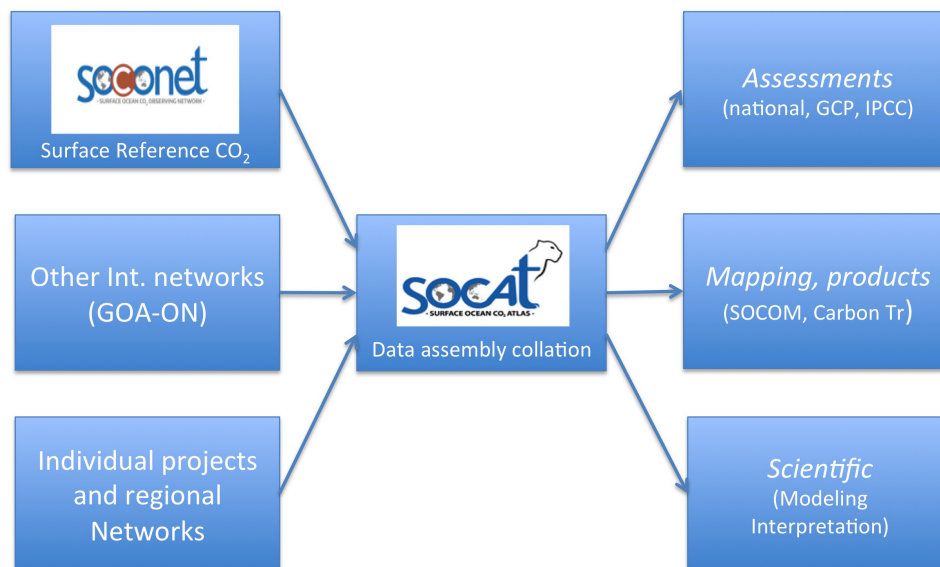 soconet
- SURFACE OCEAN CO₂ OBSERVING NETWORK -
Surface Reference CO₂
Other Int. networks
(GOA-ON)
Individual projects
and regional
Networks
SOCAT
- SURFACE OCEAN CO₂ ATLAS -
Data assembly collation
Assessments
(national, GCP, IPCC)
Mapping, products
(SOCOM, Carbon Tr)
Scientific
(Modeling
Interpretation)